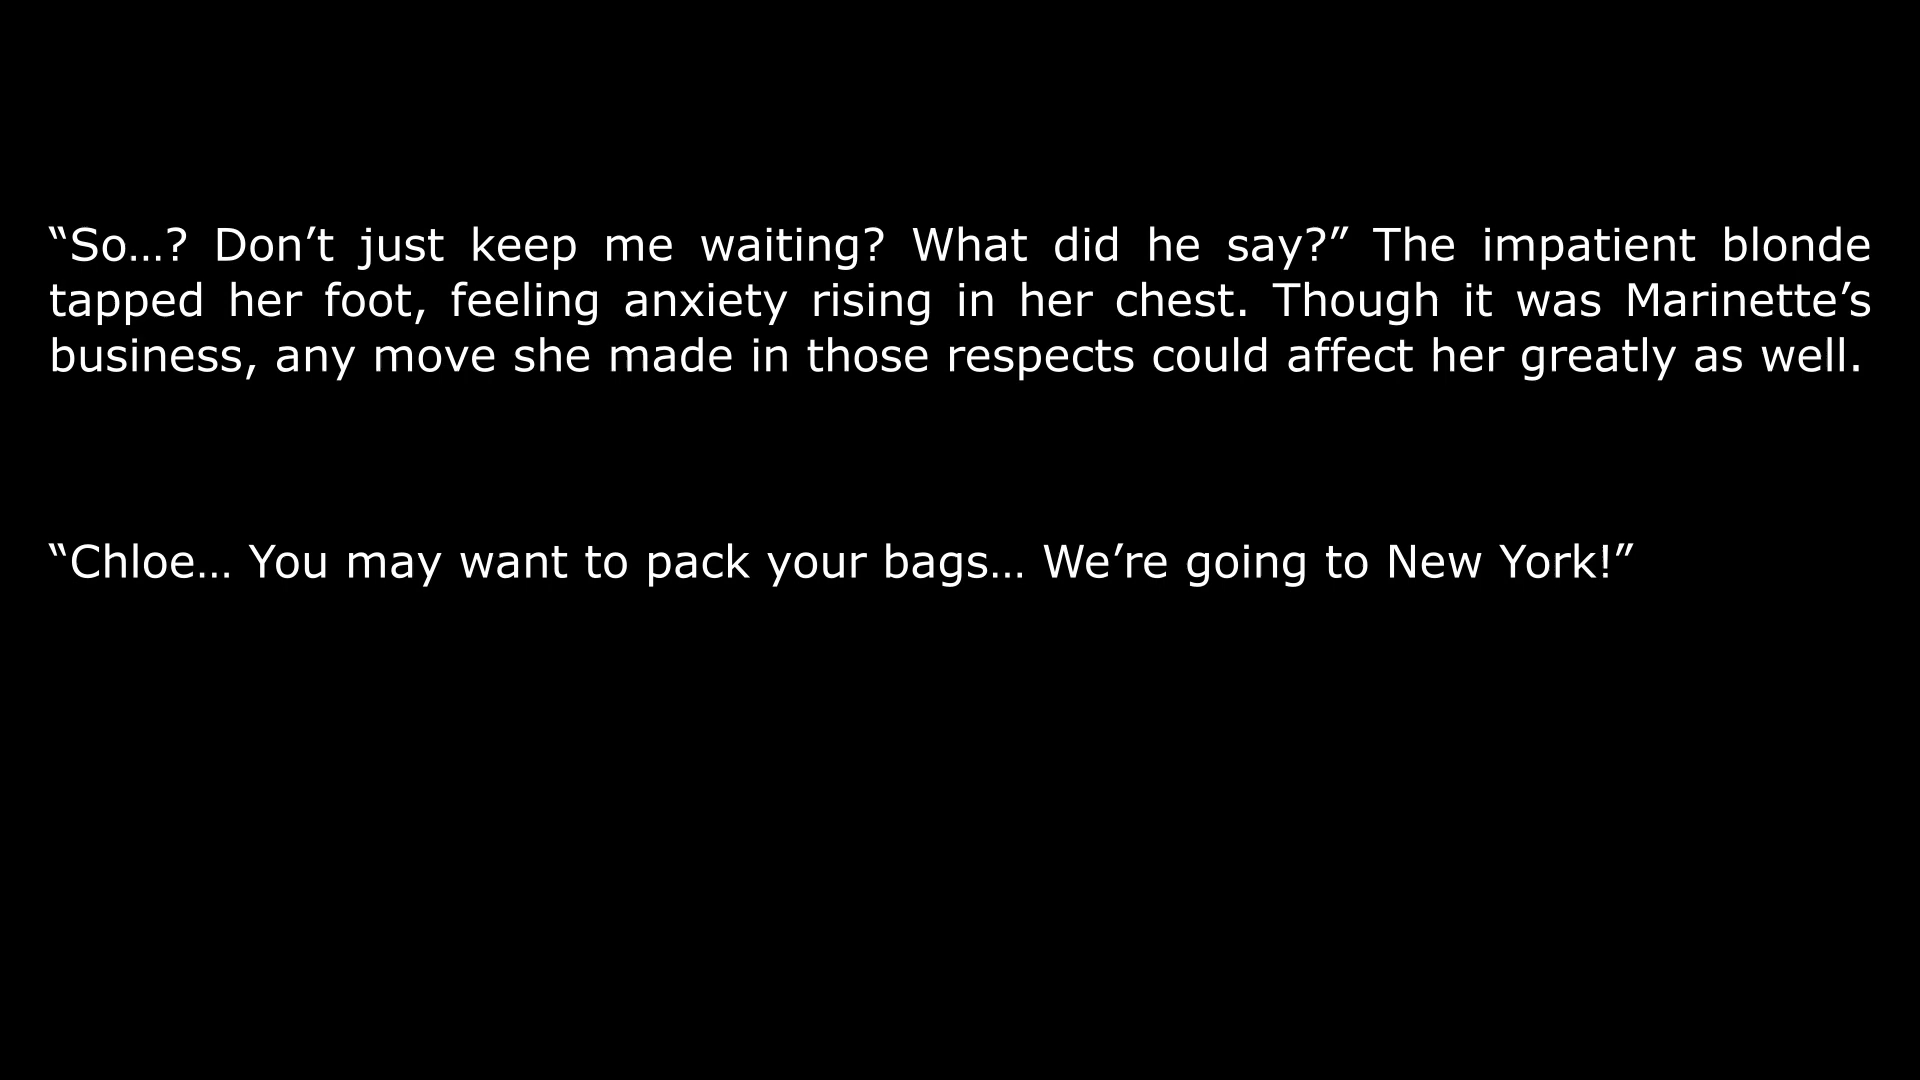 “So…? Don’t just keep me waiting? What did he say?” The impatient blonde
tapped her foot, feeling anxiety rising in her chest. Though it was Marinette’s
business, any move she made in those respects could affect her greatly as well.
“Chloe… You may want to pack your bags… We’re going to New York!”